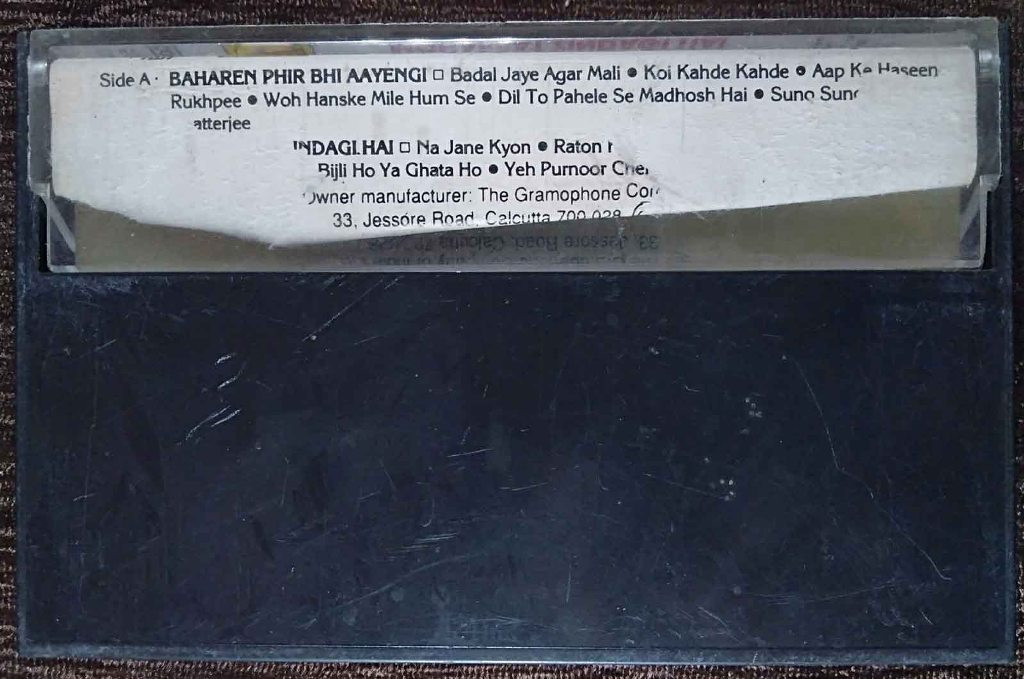 Side A · BAHAREN PHIR BHI AAYENGI □ Badal Jaye Agar Mali ● Koi Kahde Kahde ● Aap Ke Haseen
Rukhpee ● Woh Hanske Mile Hum Se ● Dil To Pahele Se Madhosh Hai ● Suno
atterjee
INDAGI HAI □ Na Jane Kyon ● Raton
Bijli Ho Ya Ghata Ho ● Yeh Purnoor
Owner manufacturer: The Gramophone
33, Jessore Road, Calcutta 700 028